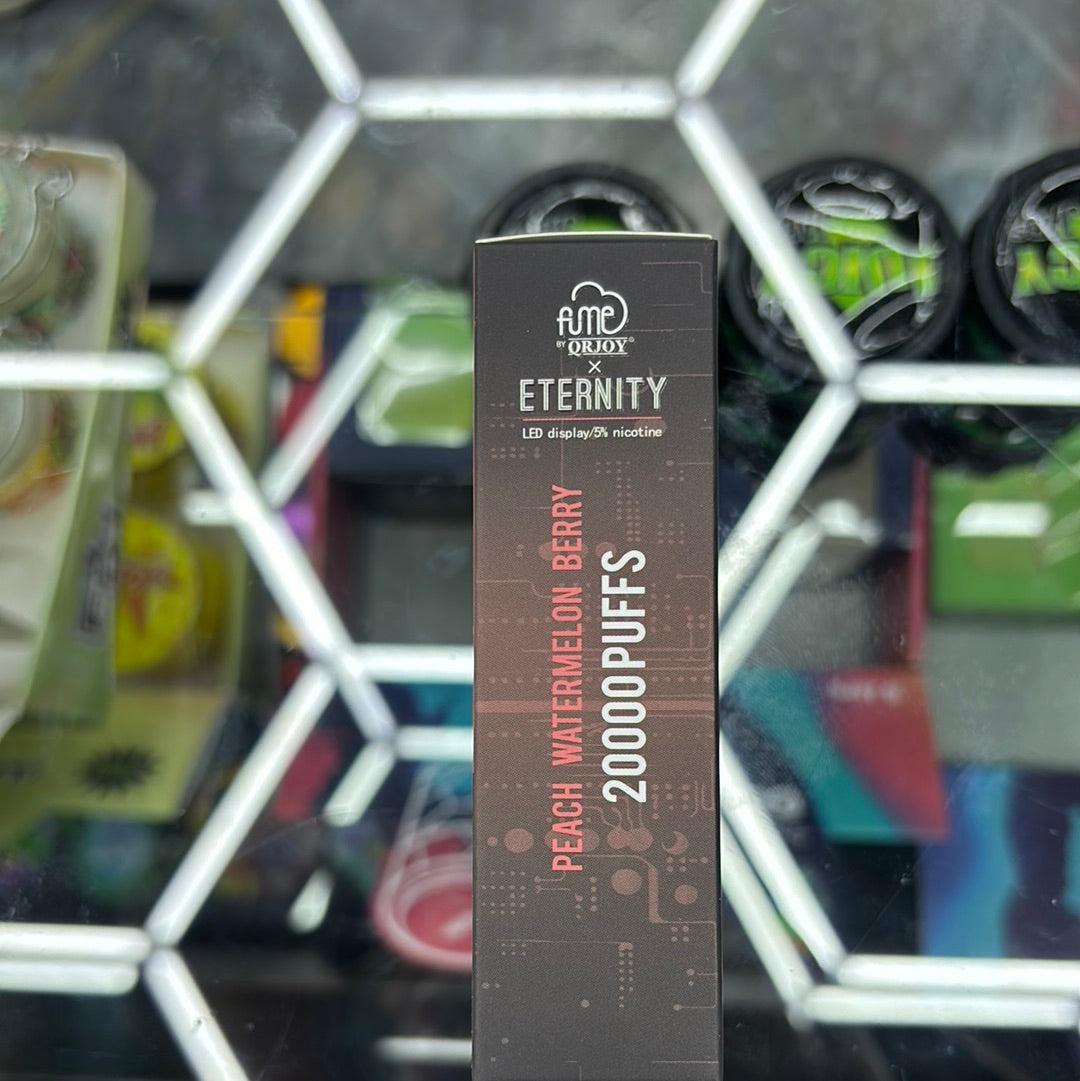 fume
BY QRJOY
×
ETERNITY
LED display/5% nicotine
PEACH WATERMELON BERRY
20000PUFFS